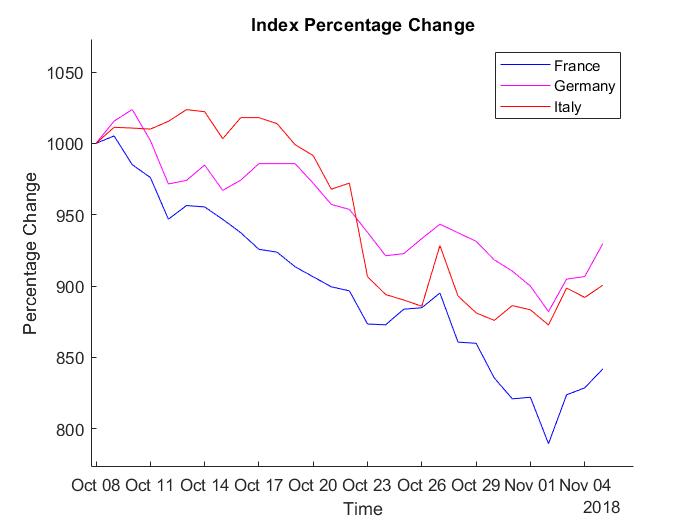 Index Percentage Change
France
Germany
Italy
Percentage Change
1050
1000
950
900
850
800
Oct 08 Oct 11 Oct 14 Oct 17 Oct 20 Oct 23 Oct 26 Oct 29 Nov 01 Nov 04
Time
2018